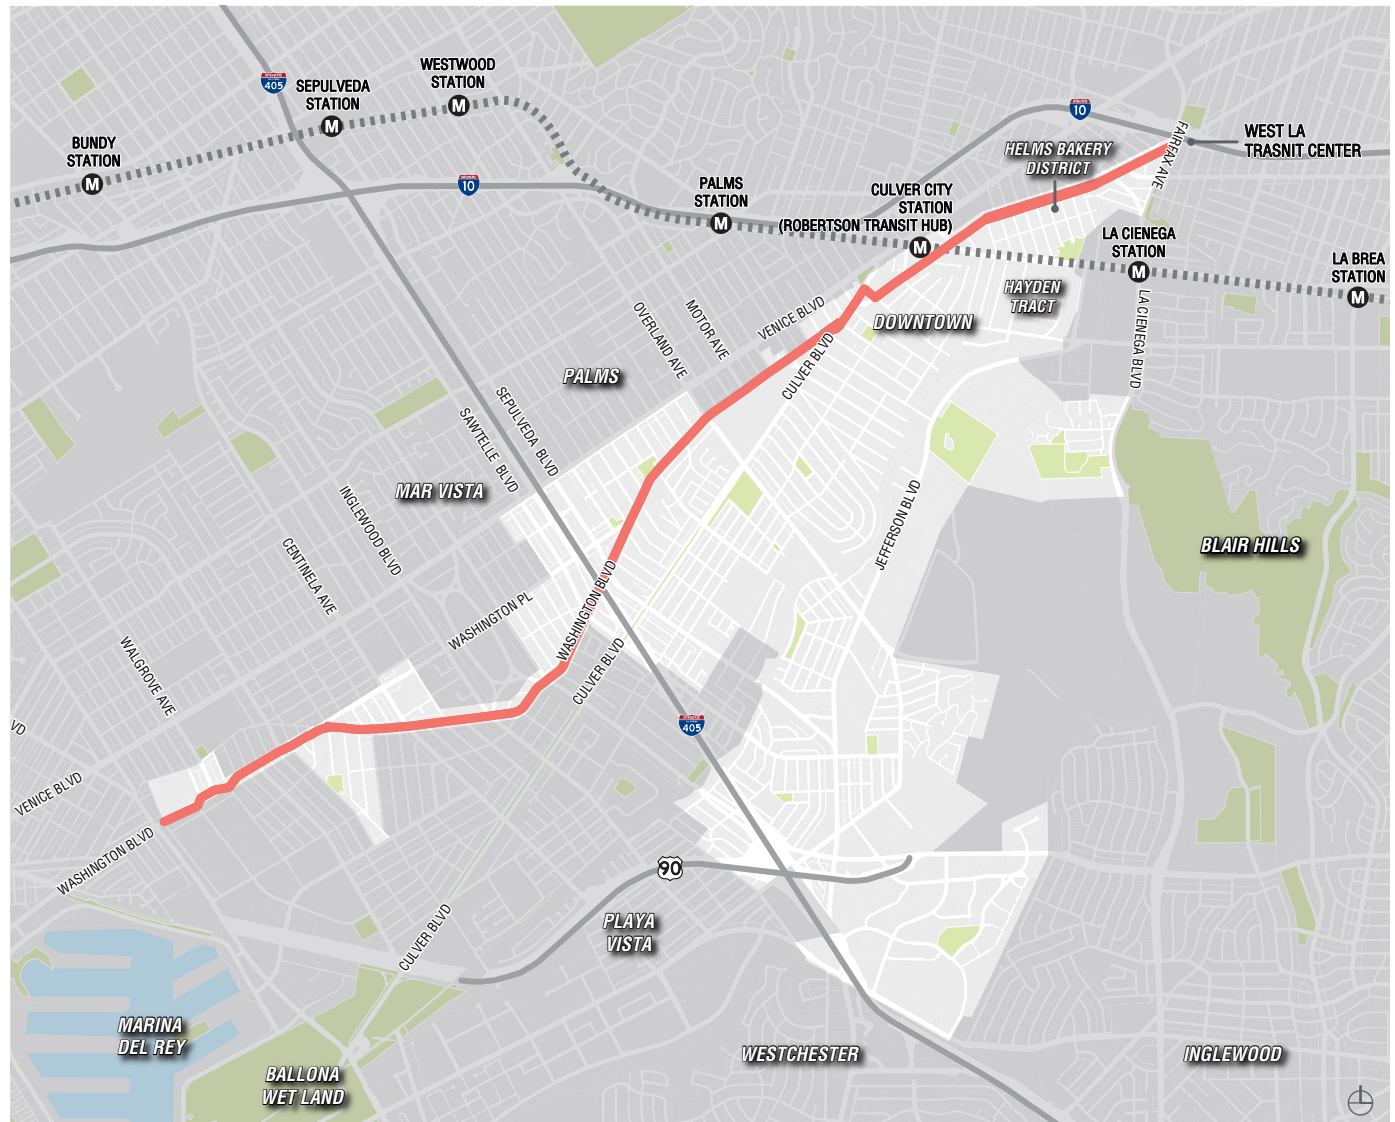 WESTWOOD
STATION
M
405
SEPULVEDA
STATION
M
BUNDY
STATION
M
10
10
FAIRFAX AVE
WEST LA
TRASNIT CENTER
HELMS BAKERY
DISTRICT
PALMS
STATION
M
CULVER CITY
STATION
(ROBERTSON TRANSIT HUB)
M
LA CIENEGA
STATION
M
LA BREA
STATION
M
HAYDEN
TRACT
LA CIENEGA BLVD
OVERLAND AVE
MOTOR AVE
VENICE BLVD
DOWNTOWN
CULVER BLVD
PALMS
SEPULVEDA BLVD
SAWTELLE BLVD
MAR VISTA
INGLEWOOD BLVD
CENTINELA AVE
JEFFERSON BLVD
BLAIR HILLS
WASHINGTON PL
WASHINGTON BLVD
WALGROVE AVE
CULVER BLVD
VD
405
VENICE BLVD
WASHINGTON BLVD
90
CULVER BLVD
PLAYA
VISTA
MARINA
DEL REY
WESTCHESTER
INGLEWOOD
BALLONA
WET LAND